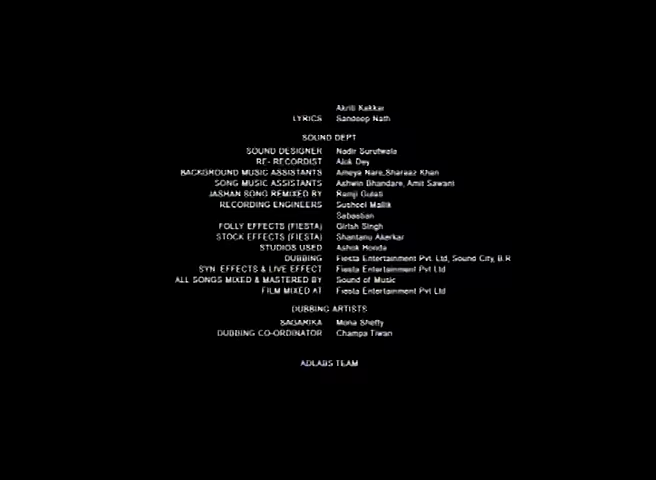 Akriti Kakkar
LYRICS Sandeep Nath
SOUND DEPT
SOUND DESIGNER Nadir Surutwala
RE- RECORDIST Alok Dey
BACKGROUND MUSIC ASSISTANTS Ameya Nare,Sharaaz Khan
SONG MUSIC ASSISTANTS Ashwin Bhandare, Amit Sawant
JASHAN SONG REMIXED BY Ramji Gulati
RECORDING ENGINEERS Susheel Mallik
Sabastian
FOLLY EFFECTS (FIESTA) Girish Singh
STOCK EFFECTS (FIESTA) Shantanu Akerkar
STUDIOS USED Ashok Honda
DUBBING Fiesta Entertainment Pvt. Ltd, Sound City, B.R
SYN. EFFECTS & LIVE EFFECT Fiesta Entertainment Pvt Ltd
ALL SONGS MIXED & MASTERED BY Sound of Music
FILM MIXED AT Fiesta Entertainment Pvt Ltd
DUBBING ARTISTS
SAGARIKA Mona Shetty
DUBBING CO-ORDINATOR Champa Tiwari
ADLABS TEAM